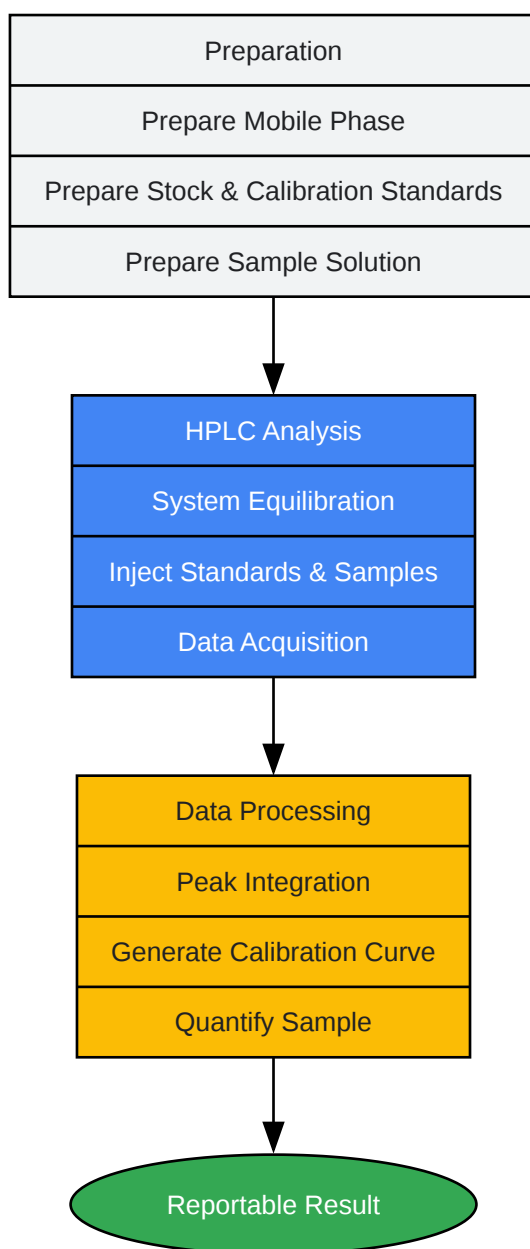 Preparation
Prepare Mobile Phase
Prepare Stock & Calibration Standards
Prepare Sample Solution
HPLC Analysis
System Equilibration
Inject Standards & Samples
Data Acquisition
Data Processing
Peak Integration
Generate Calibration Curve
Quantify Sample
Reportable Result